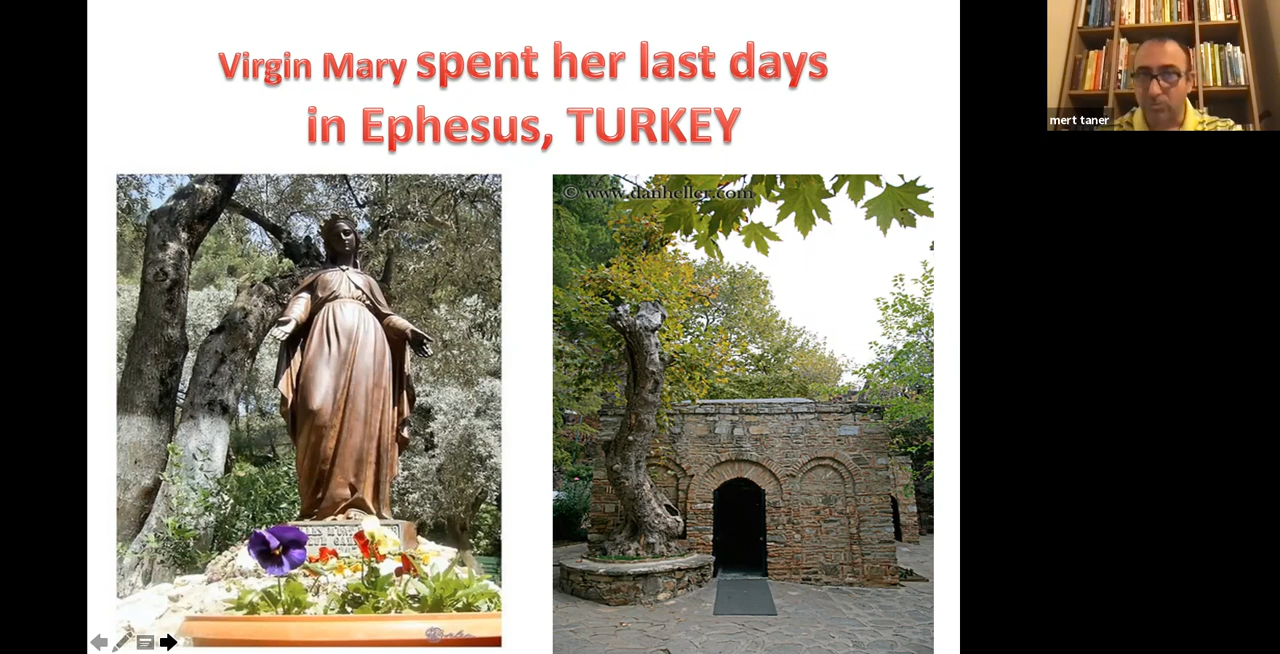 Virgin Mary spent her last days
in Ephesus, TURKEY
mert taner
© www.danheller.com